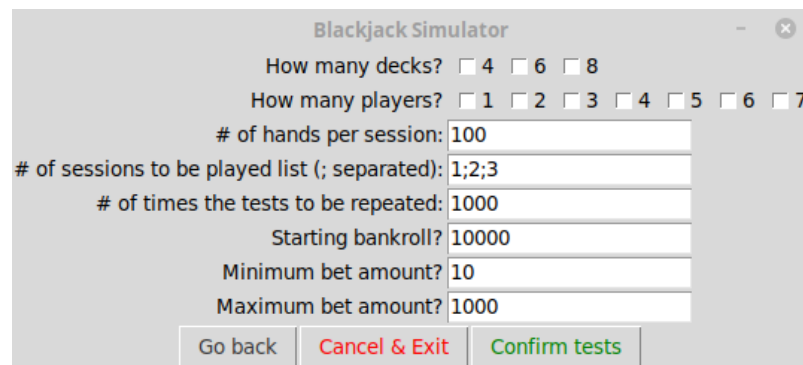 Blackjack Simulator
How many decks? 4 6 8
How many players? 1 2 3 4 5 6 7
# of hands per session: 100
# of sessions to be played list (; separated): 1;2;3
# of times the tests to be repeated: 1000
Starting bankroll? 10000
Minimum bet amount? 10
Maximum bet amount? 1000
Go back Cancel & Exit Confirm tests